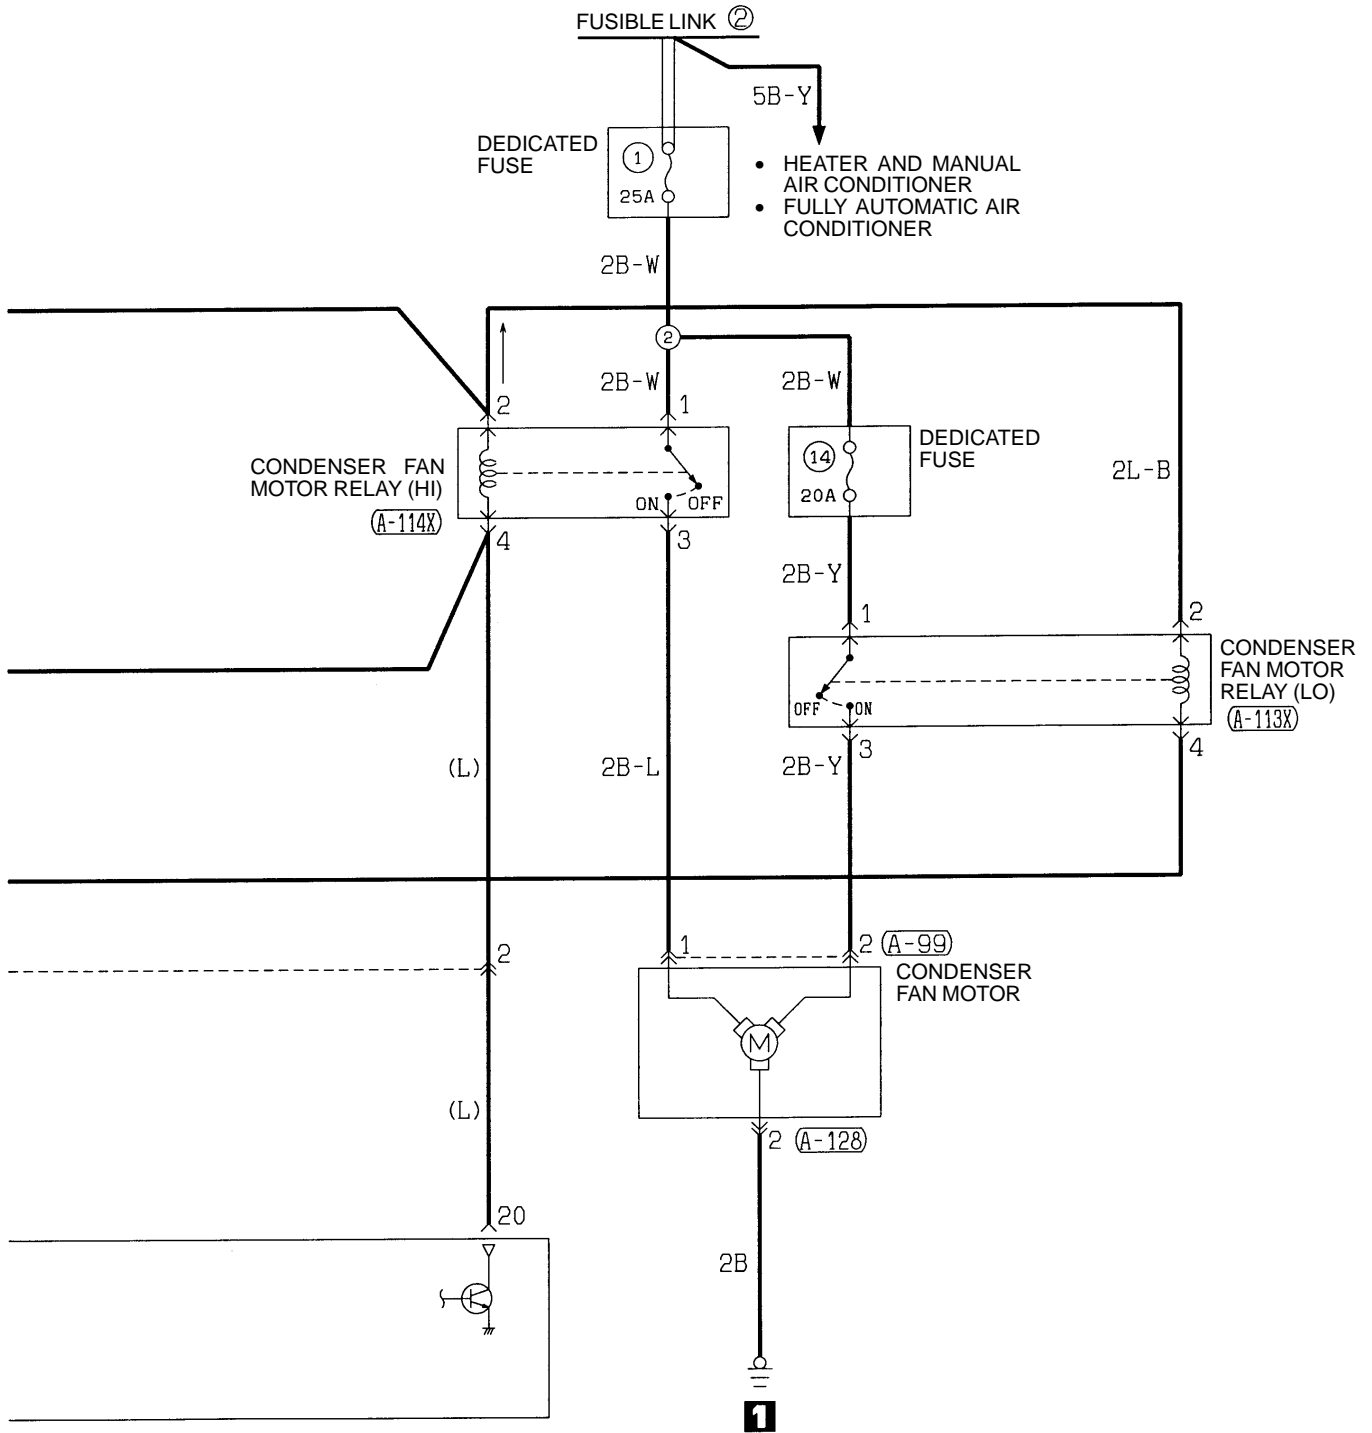 FUSIBLE LINK ②
5B-Y
DEDICATED
FUSE
1
25A
• HEATER AND MANUAL
AIR CONDITIONER
• FULLY AUTOMATIC AIR
CONDITIONER
2B-W
2
2B-W
2B-W
2
1
DEDICATED
FUSE
14
20A
2L-B
CONDENSER FAN
MOTOR RELAY (HI)
A-114X
ON
OFF
4
3
2B-Y
1
2
CONDENSER
FAN MOTOR
RELAY (LO)
A-113X
OFF
ON
3
4
(L)
2B-L
2B-Y
2
1
2
A-99
CONDENSER
FAN MOTOR
M
(L)
2
A-128
20
2B
1